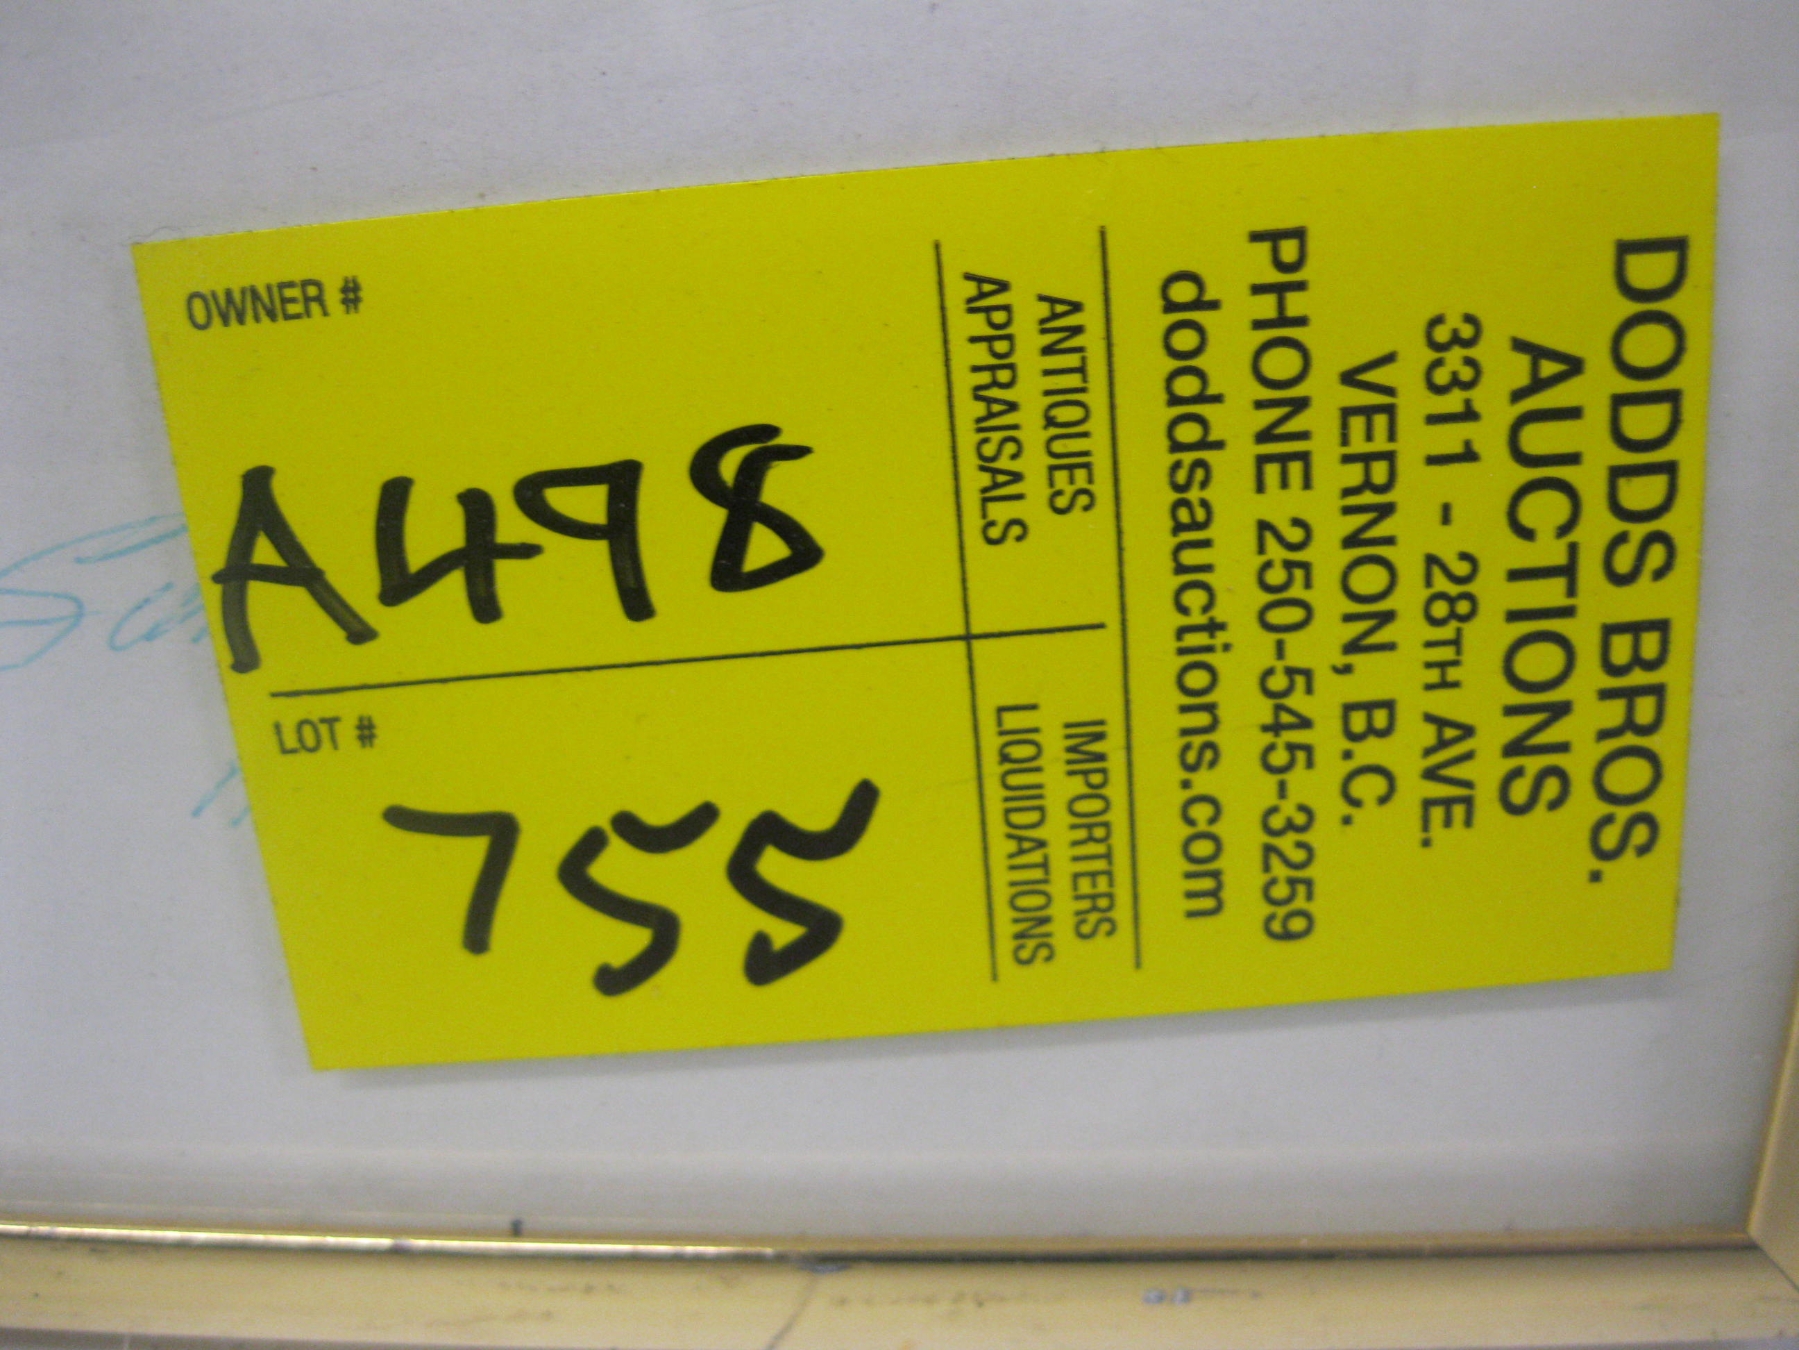 DODDS BROS.
AUCTIONS
3311 - 28TH AVE.
VERNON, B.C.
PHONE 250-545-3259
doddsauctions.com
ANTIQUES
APPRAISALS
IMPORTERS
LIQUIDATIONS
OWNER #
A498
LOT #
755